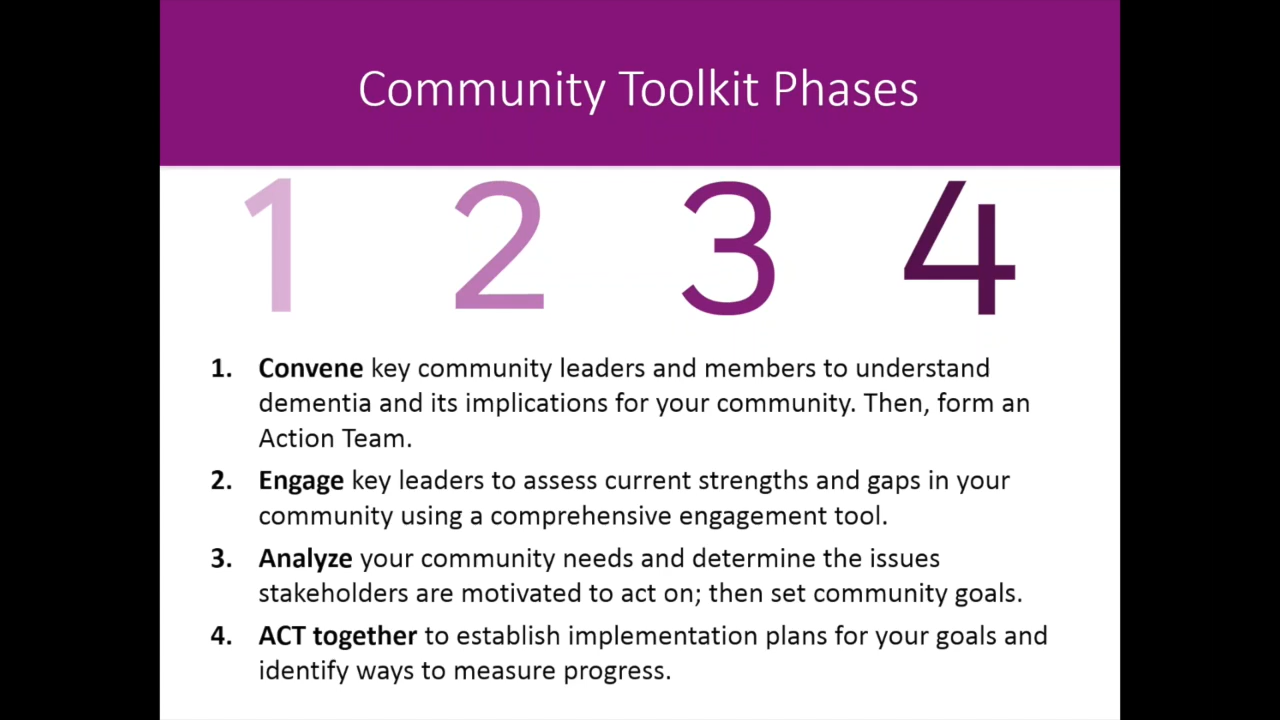 Community Toolkit Phases
1 2 3 4
1. Convene key community leaders and members to understand
dementia and its implications for your community. Then, form an
Action Team.
2. Engage key leaders to assess current strengths and gaps in your
community using a comprehensive engagement tool.
3. Analyze your community needs and determine the issues
stakeholders are motivated to act on; then set community goals.
4. ACT together to establish implementation plans for your goals and
identify ways to measure progress.